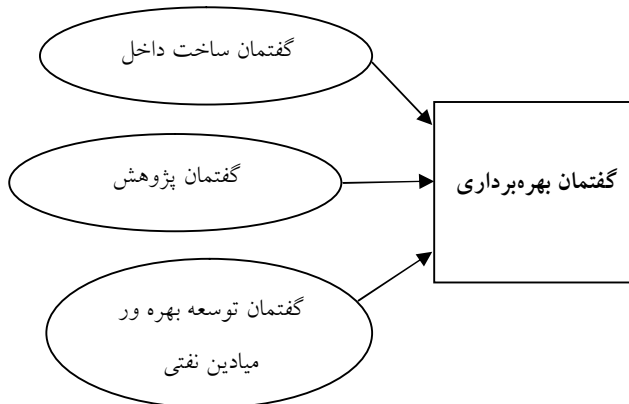 گفتمان ساخت داخل
گفتمان پژوهش
گفتمان بهره‌برداری
گفتمان توسعه بهره ور
میادین نفتی